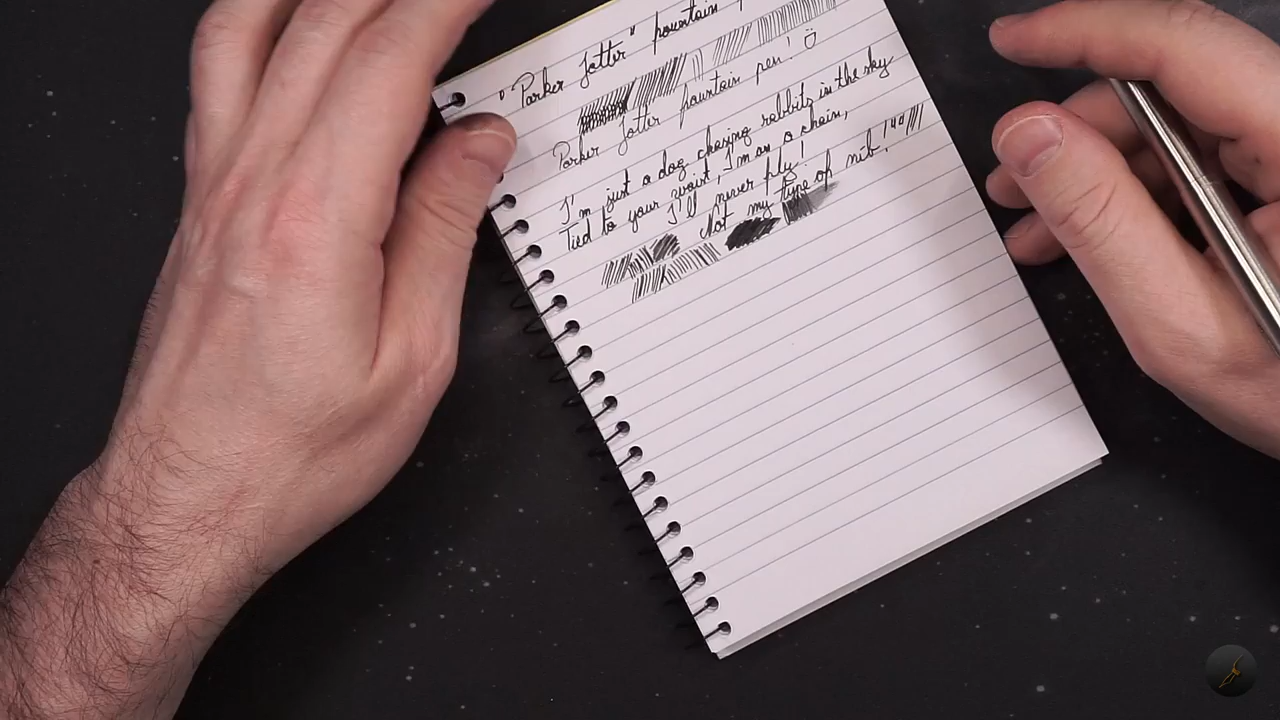 "Parker Jotter" fountain
Parker Jotter fountain pen!
I'm just a dog chasing rabbits in the sky
Tied to your waist, I'm on a chain,
I'll never fly!
Not my type of nib!